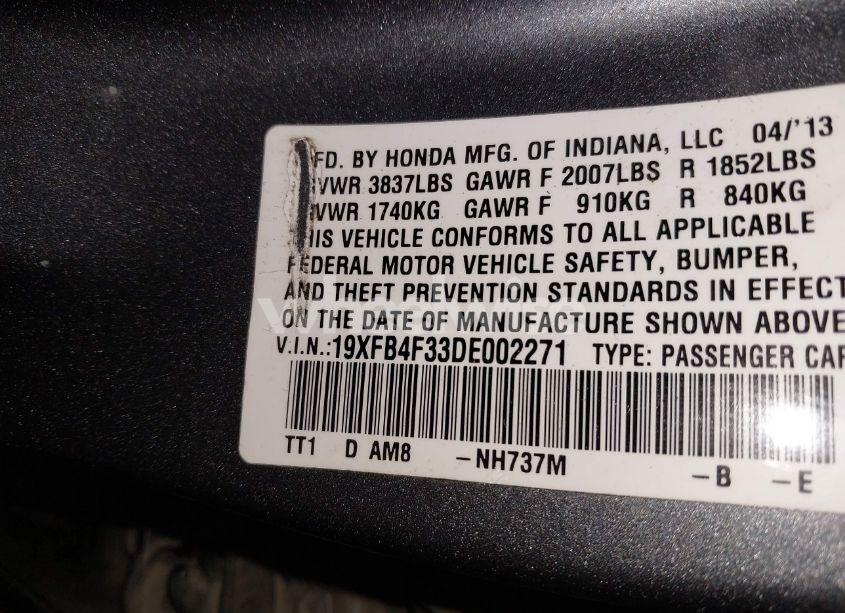 FD. BY HONDA MFG. OF INDIANA, LLC 04/'13
VWR 3837LBS GAWR F 2007LBS R 1852LBS
VWR 1740KG GAWR F 910KG R 840KG
IS VEHICLE CONFORMS TO ALL APPLICABLE
FEDERAL MOTOR VEHICLE SAFETY, BUMPER,
AND THEFT PREVENTION STANDARDS IN EFFECT
ON THE DATE OF MANUFACTURE SHOWN ABOVE
V.I.N.:19XFB4F33DE002271 TYPE: PASSENGER CAR
TT1 D AM8 -NH737M -B -E